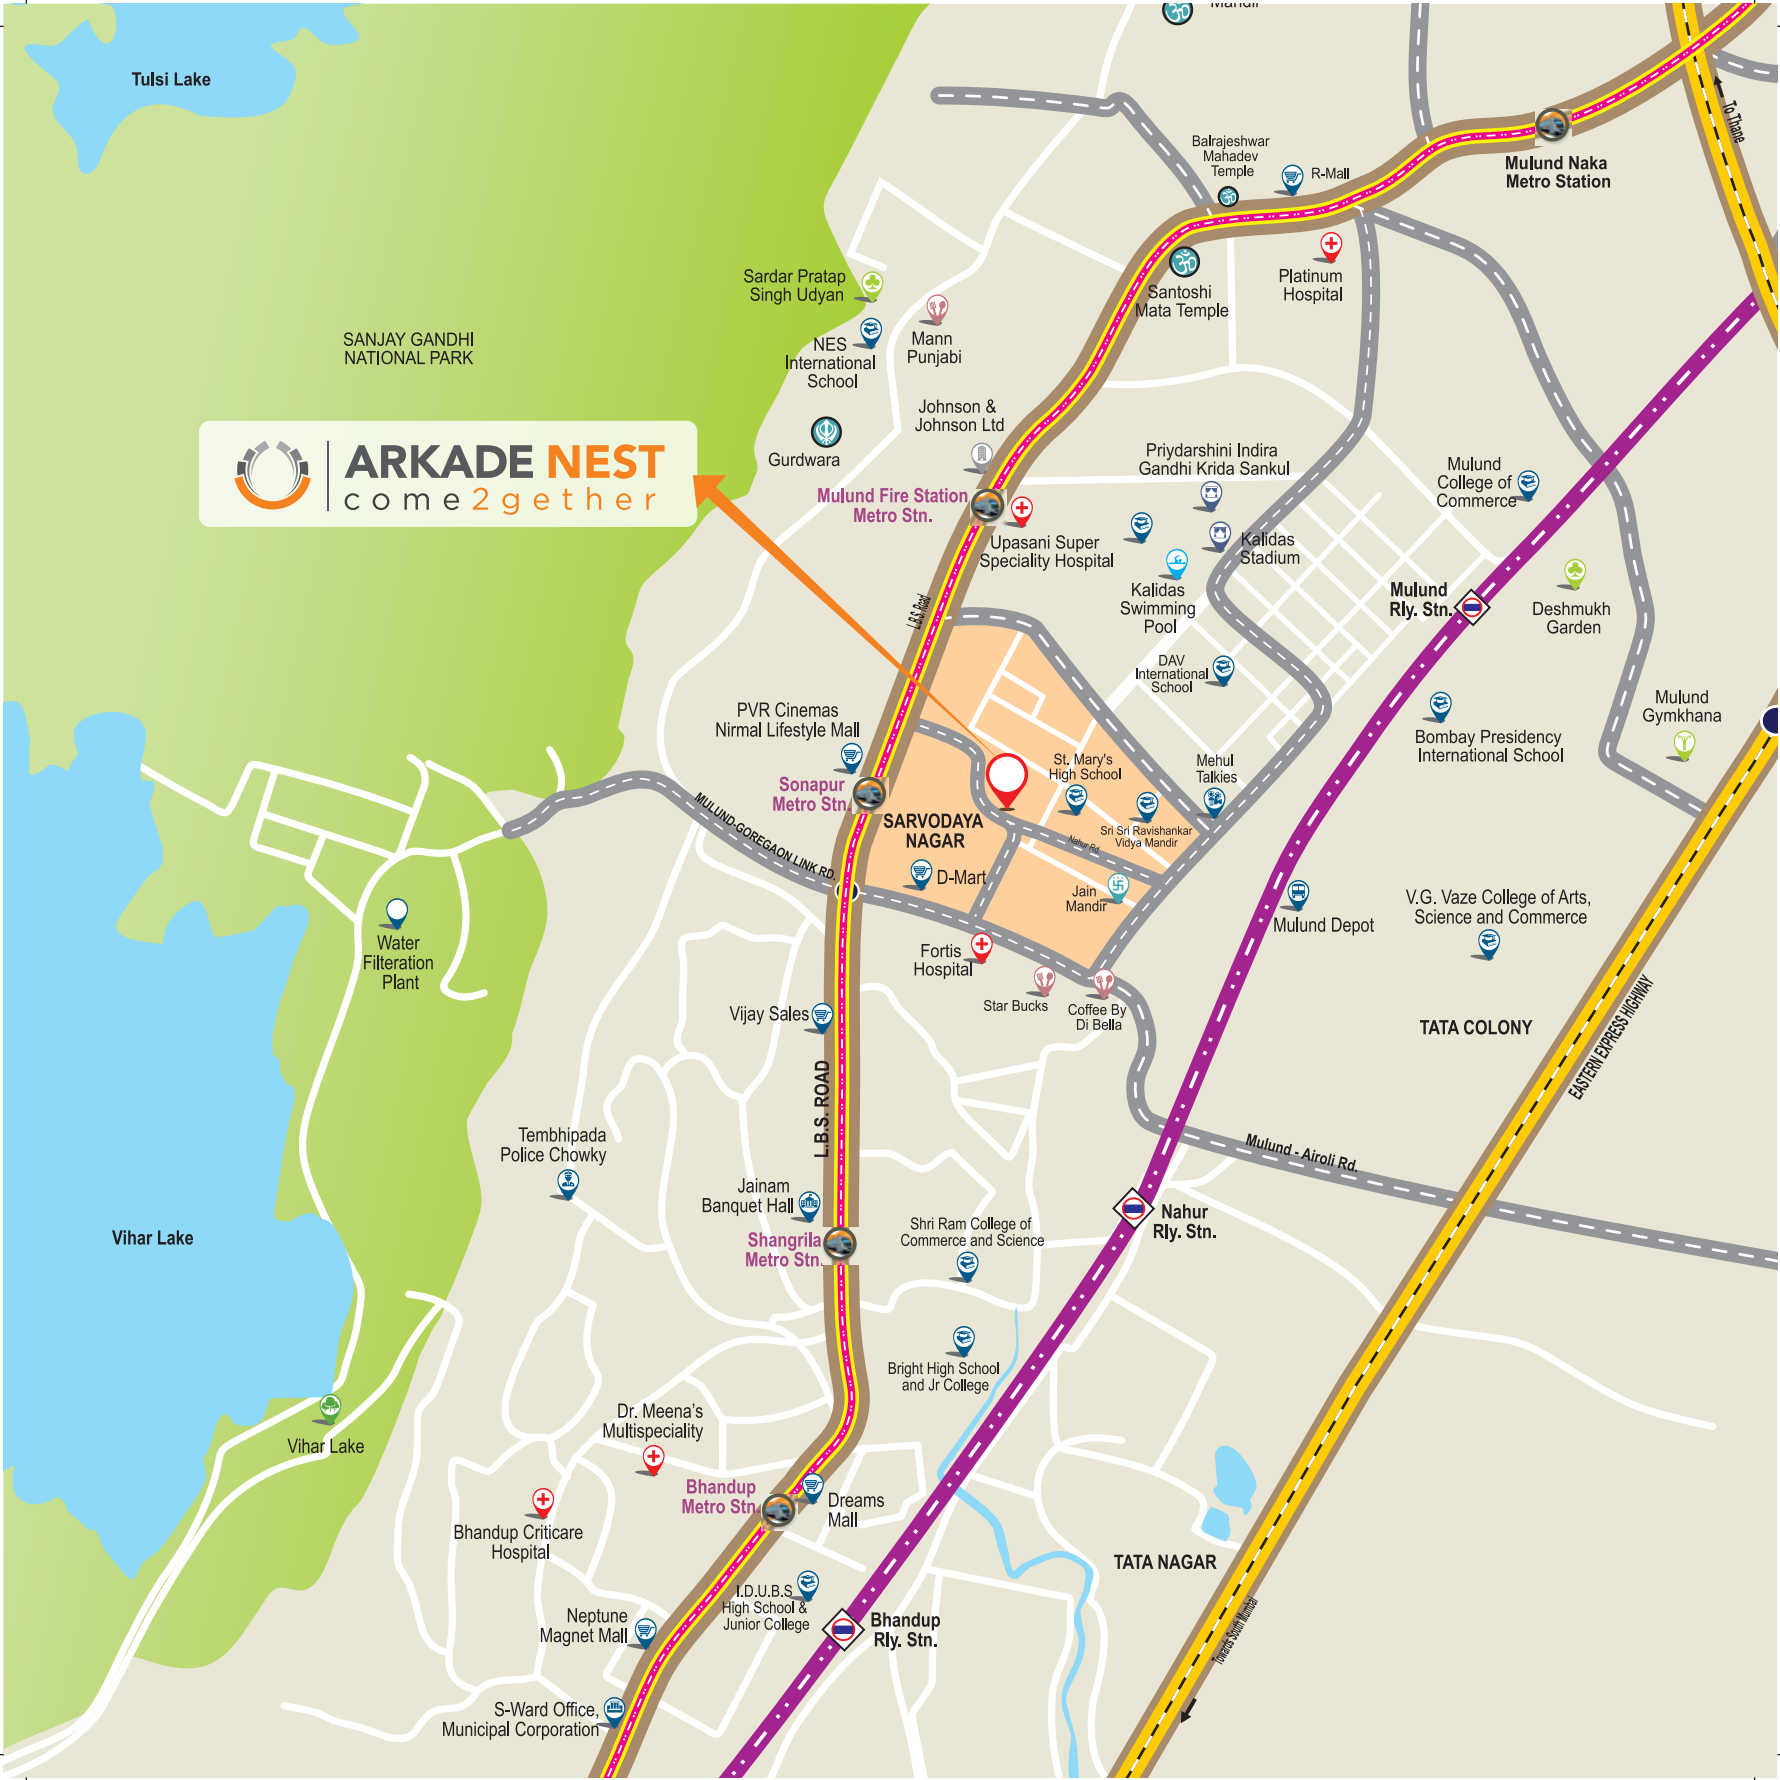 Mandir
Tulsi Lake
To Thane
Balrajeshwar
Mahadev
Temple
R-Mall
Mulund Naka
Metro Station
Sardar Pratap
Singh Udyan
Santoshi
Mata Temple
Platinum
Hospital
SANJAY GANDHI
NATIONAL PARK
NES
International
School
Mann
Punjabi
Johnson &
Johnson Ltd
Gurdwara
ARKADE NEST
come2gether
Priydarshini Indira
Gandhi Krida Sankul
Mulund
College of
Commerce
Mulund Fire Station
Metro Stn.
Upasani Super
Speciality Hospital
Kalidas
Stadium
Kalidas
Swimming
Pool
L.B.S. Road
Mulund
Rly. Stn.
Deshmukh
Garden
DAV
International
School
PVR Cinemas
Nirmal Lifestyle Mall
Mulund
Gymkhana
Bombay Presidency
International School
St. Mary's
High School
Mehul
Talkies
Sonapur
Metro Stn.
MULUND-GOREGAON LINK RD.
SARVODAYA
NAGAR
Sri Sri Ravishankar
Vidya Mandir
Nahur Rd.
D-Mart
Jain
Mandir
Mulund Depot
V.G. Vaze College of Arts,
Science and Commerce
Water
Filteration
Plant
Fortis
Hospital
Star Bucks
Coffee By
Di Bella
Vijay Sales
TATA COLONY
EASTERN EXPRESS HIGHWAY
L.B.S. ROAD
Tembhipada
Police Chowky
Mulund - Airoli Rd.
Jainam
Banquet Hall
Vihar Lake
Shangrila
Metro Stn.
Shri Ram College of
Commerce and Science
Nahur
Rly. Stn.
Bright High School
and Jr College
Vihar Lake
Dr. Meena's
Multispeciality
Bhandup
Metro Stn.
Dreams
Mall
Bhandup Criticare
Hospital
TATA NAGAR
I.D.U.B.S
High School &
Junior College
Neptune
Magnet Mall
Bhandup
Rly. Stn.
Towards South Mumbai
S-Ward Office,
Municipal Corporation